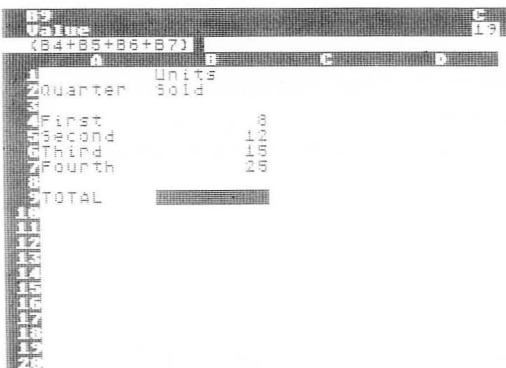 B9 C
Value 19
(B4+B5+B6+B7)
A B C D
1 Units
2 Quarter Sold
3
4 First 8
5 Second 12
6 Third 15
7 Fourth 25
8
9 TOTAL
10
11
12
13
14
15
16
17
18
19
20